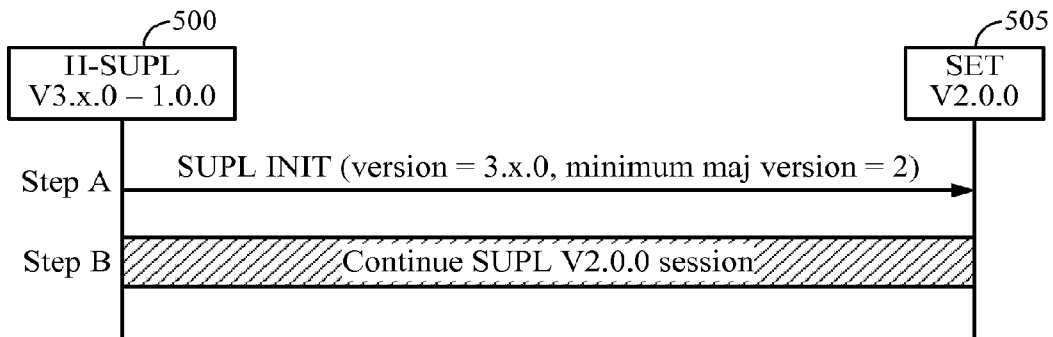 500
505
II-SUPL
V3.x.0 – 1.0.0
SET
V2.0.0
Step A
SUPL INIT (version = 3.x.0, minimum maj version = 2)
Step B
Continue SUPL V2.0.0 session